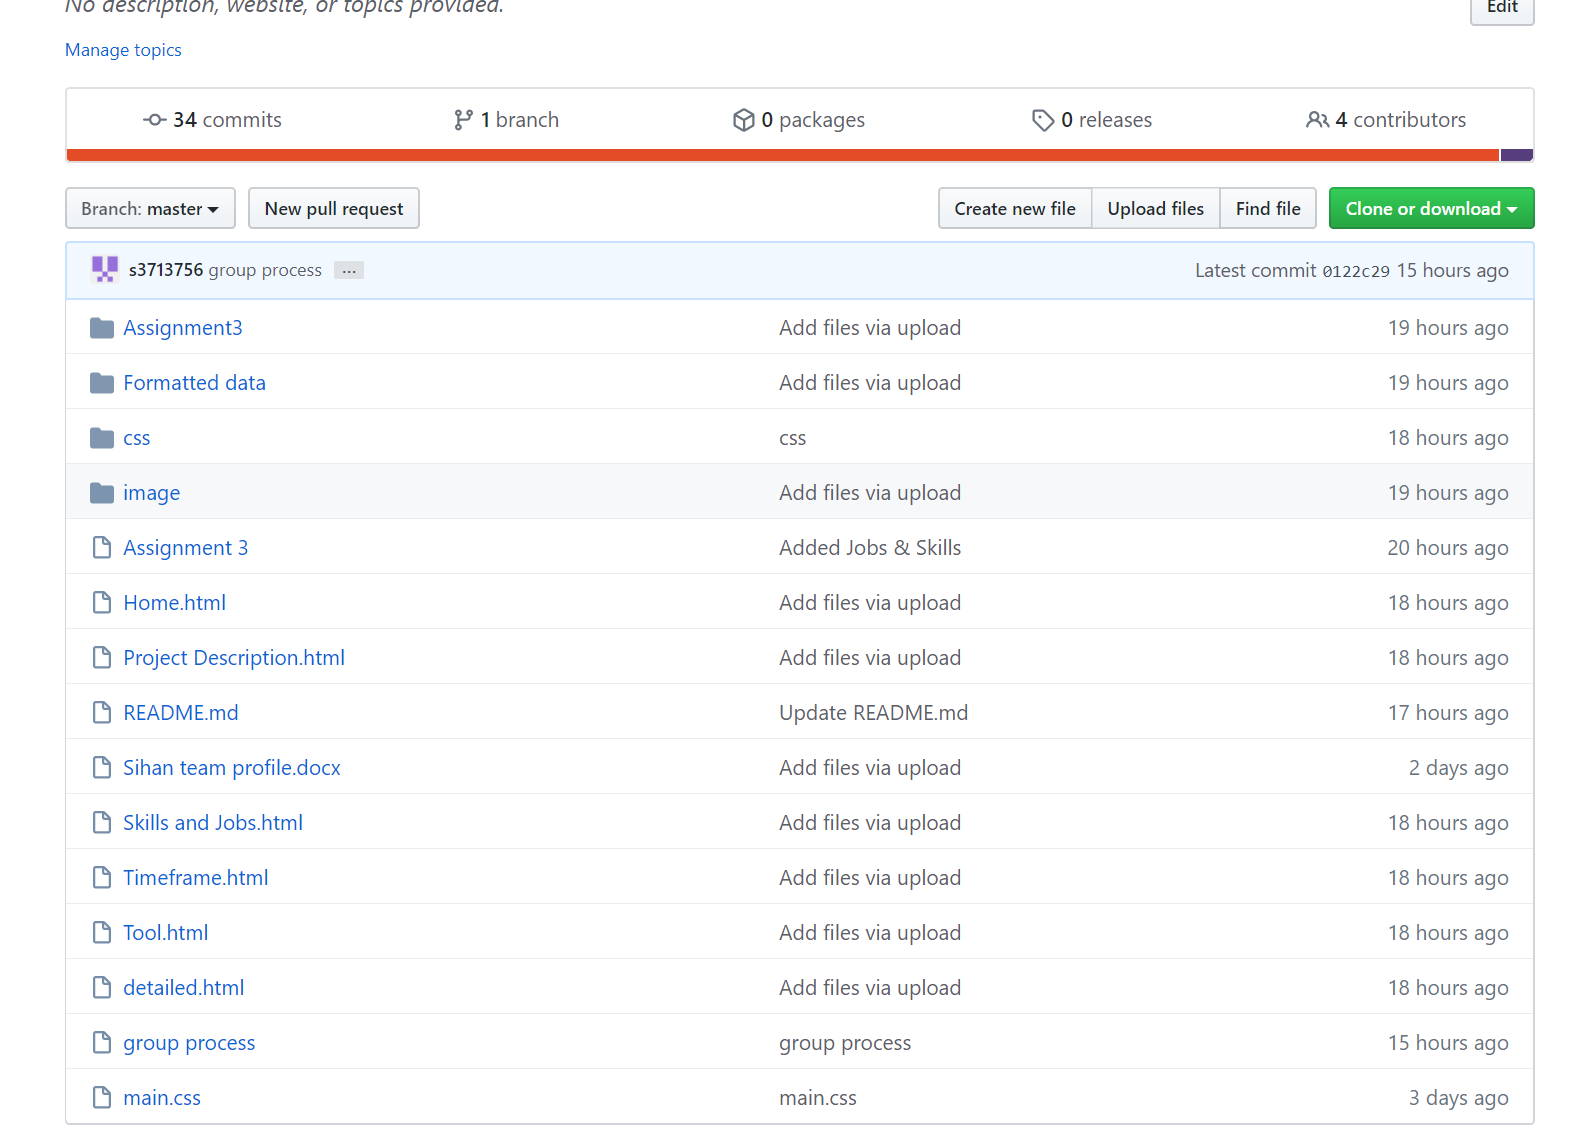 No description, website, or topics provided.
Edit
Manage topics
34 commits 1 branch 0 packages 0 releases 4 contributors
Branch: master New pull request Create new file Upload files Find file Clone or download
s3713756 group process ... Latest commit 0122c29 15 hours ago
Assignment3 Add files via upload 19 hours ago
Formatted data Add files via upload 19 hours ago
css css 18 hours ago
image Add files via upload 19 hours ago
Assignment 3 Added Jobs & Skills 20 hours ago
Home.html Add files via upload 18 hours ago
Project Description.html Add files via upload 18 hours ago
README.md Update README.md 17 hours ago
Sihan team profile.docx Add files via upload 2 days ago
Skills and Jobs.html Add files via upload 18 hours ago
Timeframe.html Add files via upload 18 hours ago
Tool.html Add files via upload 18 hours ago
detailed.html Add files via upload 18 hours ago
group process group process 15 hours ago
main.css main.css 3 days ago